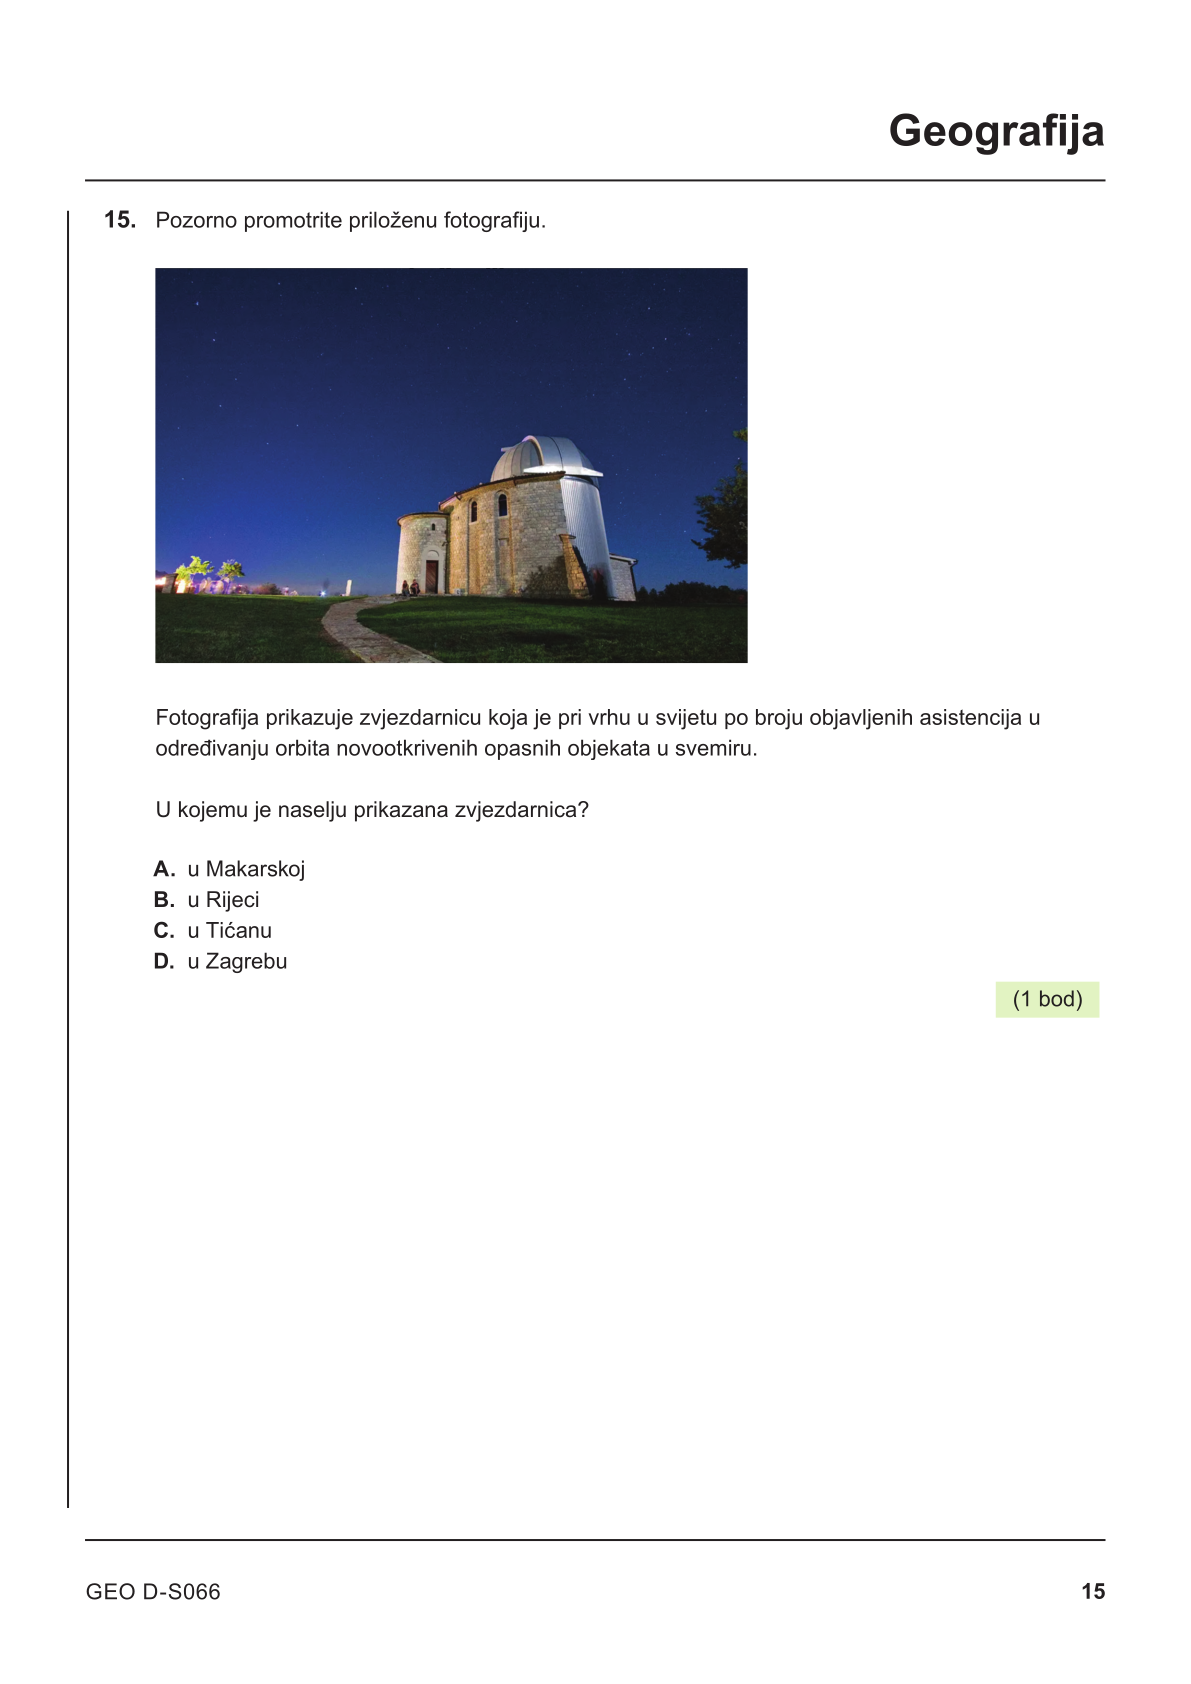 Geografija
15. Pozorno promotrite priloženu fotografiju.
Fotografija prikazuje zvjezdarnicu koja je pri vrhu u svijetu po broju objavljenih asistencija u
određivanju orbita novootkrivenih opasnih objekata u svemiru.
U kojemu je naselju prikazana zvjezdarnica?
A. u Makarskoj
B. u Rijeci
C. u Tićanu
D. u Zagrebu
(1 bod)
GEO D-S066
15